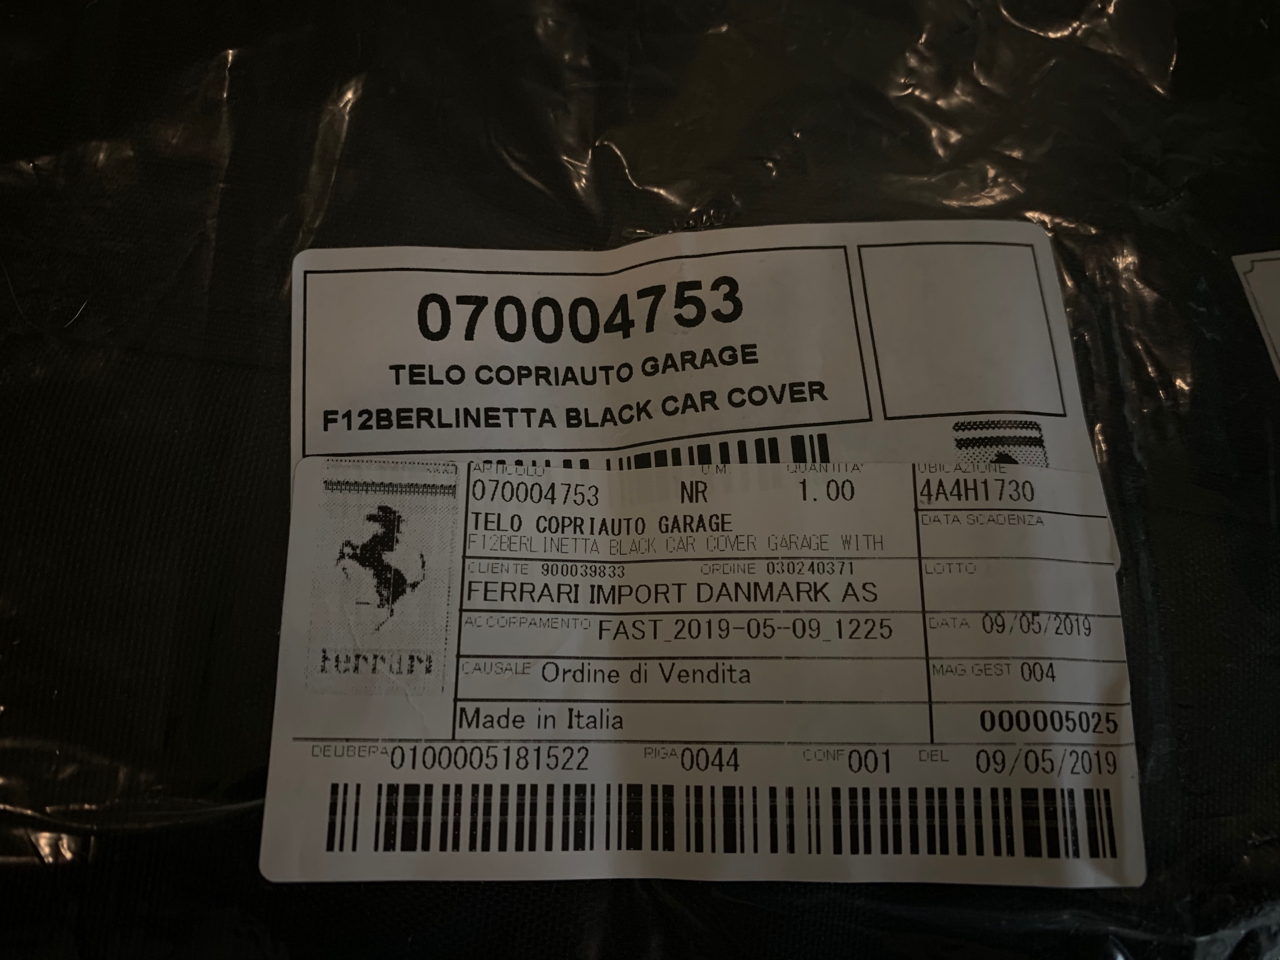 070004753
TELO COPRIAUTO GARAGE
F12BERLINETTA BLACK CAR COVER
ARTICOLO U.M. QUANTITA' UBICAZIONE
070004753 NR 1.00 4A4H1730
TELO COPRIAUTO GARAGE DATA SCADENZA
F12BERLINETTA BLACK CAR COVER GARAGE WITH
CLIENTE 900039833 ORDINE 030240371 LOTTO
FERRARI IMPORT DANMARK AS
ACCOPPAMENTO FAST_2019-05-09_1225 DATA 09/05/2019
ferrari
CAUSALE Ordine di Vendita MAG GEST 004
Made in Italia 000005025
DELIBERA 0100005181522 RIGA 0044 CONF 001 DEL 09/05/2019